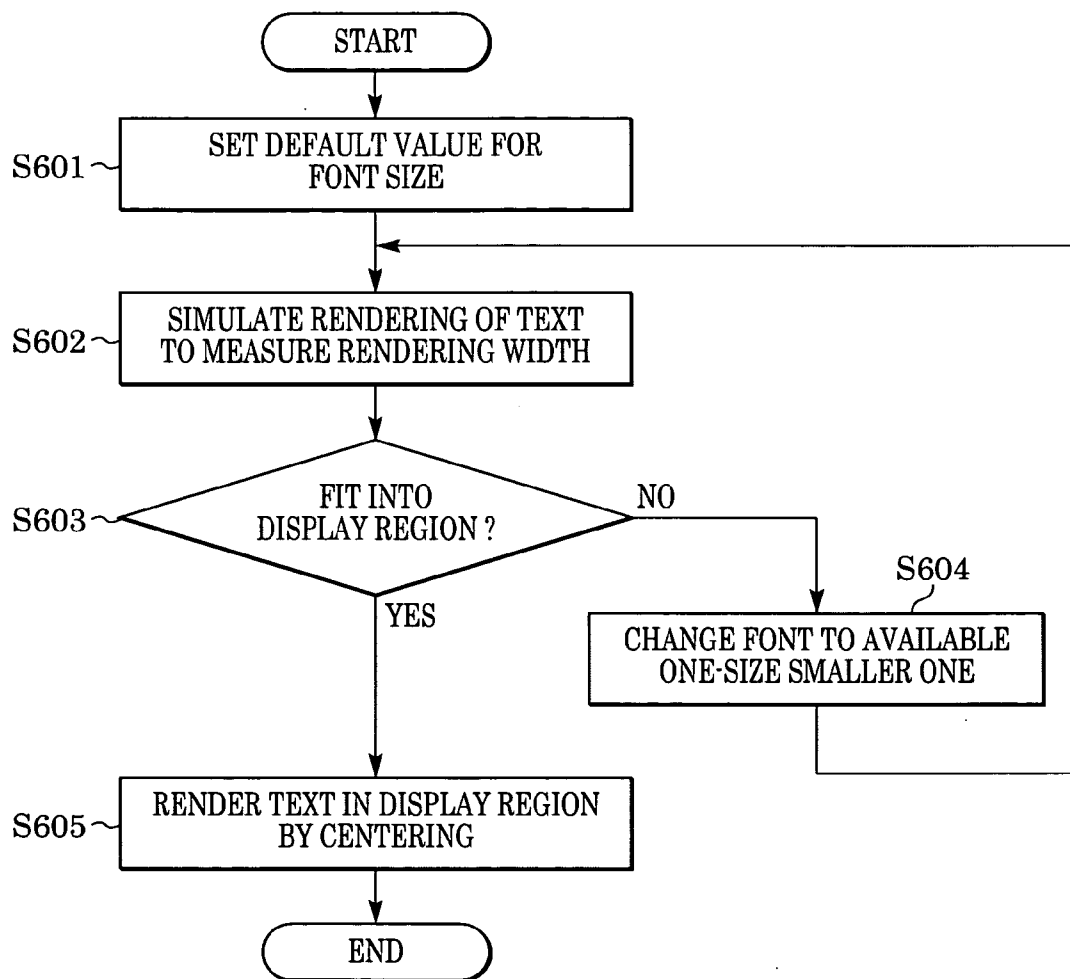 START
S601
SET DEFAULT VALUE FOR
FONT SIZE
S602
SIMULATE RENDERING OF TEXT
TO MEASURE RENDERING WIDTH
S603
FIT INTO
DISPLAY REGION ?
NO
YES
S604
CHANGE FONT TO AVAILABLE
ONE-SIZE SMALLER ONE
S605
RENDER TEXT IN DISPLAY REGION
BY CENTERING
END